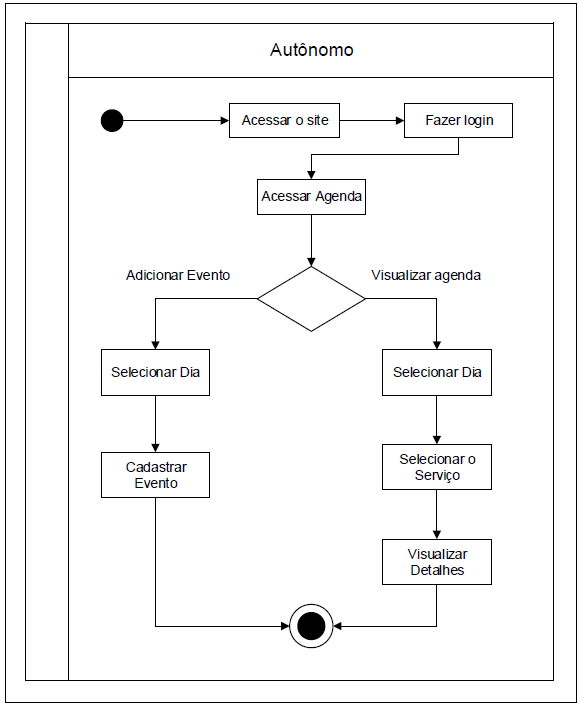 Autônomo
Acessar o site
Fazer login
Acessar Agenda
Adicionar Evento
Visualizar agenda
Selecionar Dia
Selecionar Dia
Cadastrar
Evento
Selecionar o
Serviço
Visualizar
Detalhes